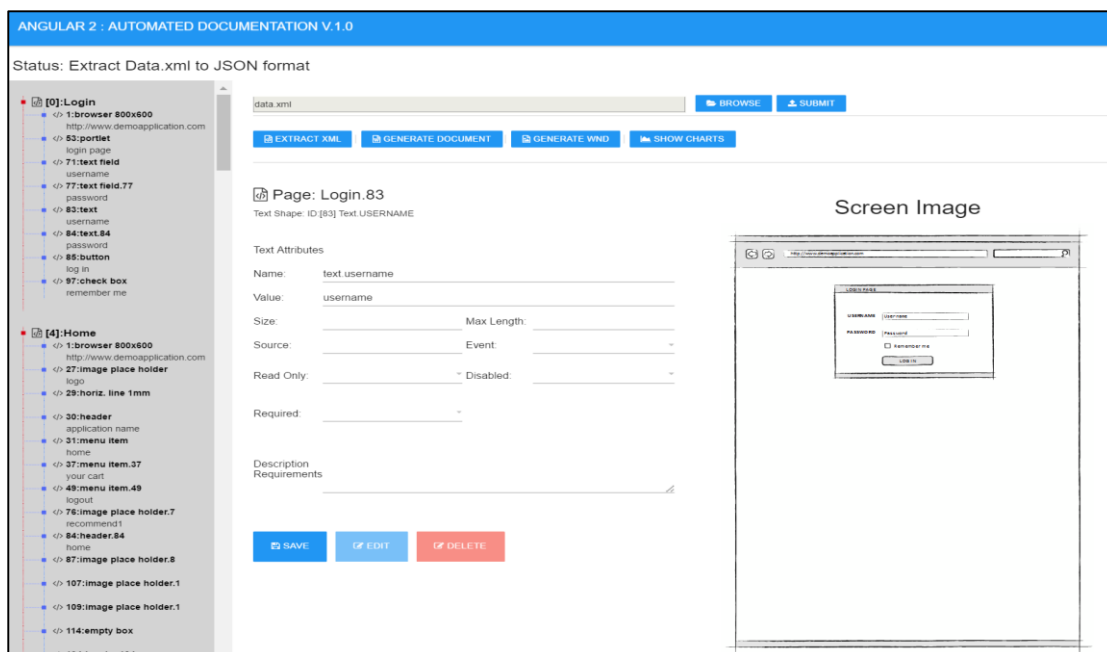 ANGULAR 2 : AUTOMATED DOCUMENTATION V.1.0
Status: Extract Data.xml to JSON format
[0]:Login
</> 1:browser 800x600
http://www.demoapplication.com
</> 53:portlet
login page
</> 71:text field
username
</> 77:text field.77
password
</> 83:text
username
</> 84:text.84
password
</> 85:button
log in
</> 97:check box
remember me
[4]:Home
</> 1:browser 800x600
http://www.demoapplication.com
</> 27:image place holder
logo
</> 29:horiz. line 1mm
</> 30:header
application name
</> 31:menu item
home
</> 37:menu item.37
your cart
</> 49:menu item.49
logout
</> 76:image place holder.7
recommend1
</> 84:header.84
home
</> 87:image place holder.8
</> 107:image place holder.1
</> 109:image place holder.1
</> 114:empty box
data.xml
BROWSE
SUBMIT
EXTRACT XML
GENERATE DOCUMENT
GENERATE WND
SHOW CHARTS
Page: Login.83
Text Shape: ID:[83] Text.USERNAME
Text Attributes
Name: text.username
Value: username
Size: Max Length:
Source: Event:
Read Only: Disabled:
Required:
Description
Requirements
SAVE
EDIT
DELETE
Screen Image
http://www.demoapplication.com
LOGIN PAGE
USERNAME Username
PASSWORD Password
Remember me
LOG IN